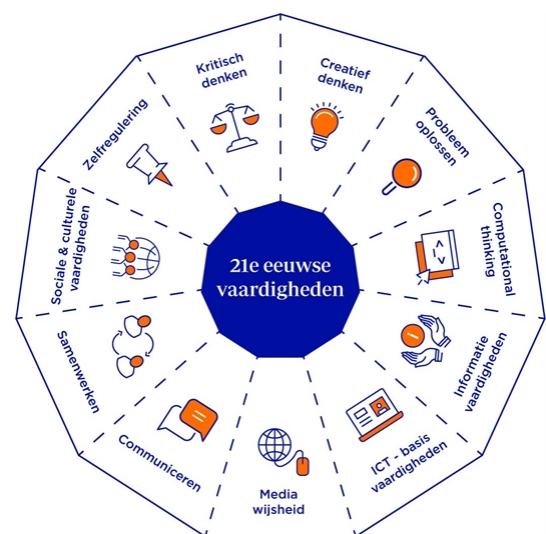 21e eeuwse
vaardigheden
Kritisch
denken
Creatief
denken
Probleem
oplossen
Computational
thinking
Informatie
vaardigheden
ICT - basis
vaardigheden
Media
wijsheid
Communiceren
Samenwerken
Sociale & culturele
vaardigheden
Zelfregulering